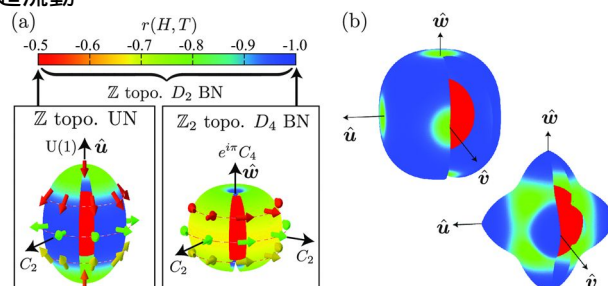 (a)
r(H, T)
-0.5 -0.6 -0.7 -0.8 -0.9 -1.0
ℤ topo. D₂ BN
ℤ topo. UN
U(1) û
C₂
ℤ₂ topo. D₄ BN
e^{iπ}C₄
ŵ
C₂
C₂
(b)
ŵ
û
v̂
ŵ
û
v̂